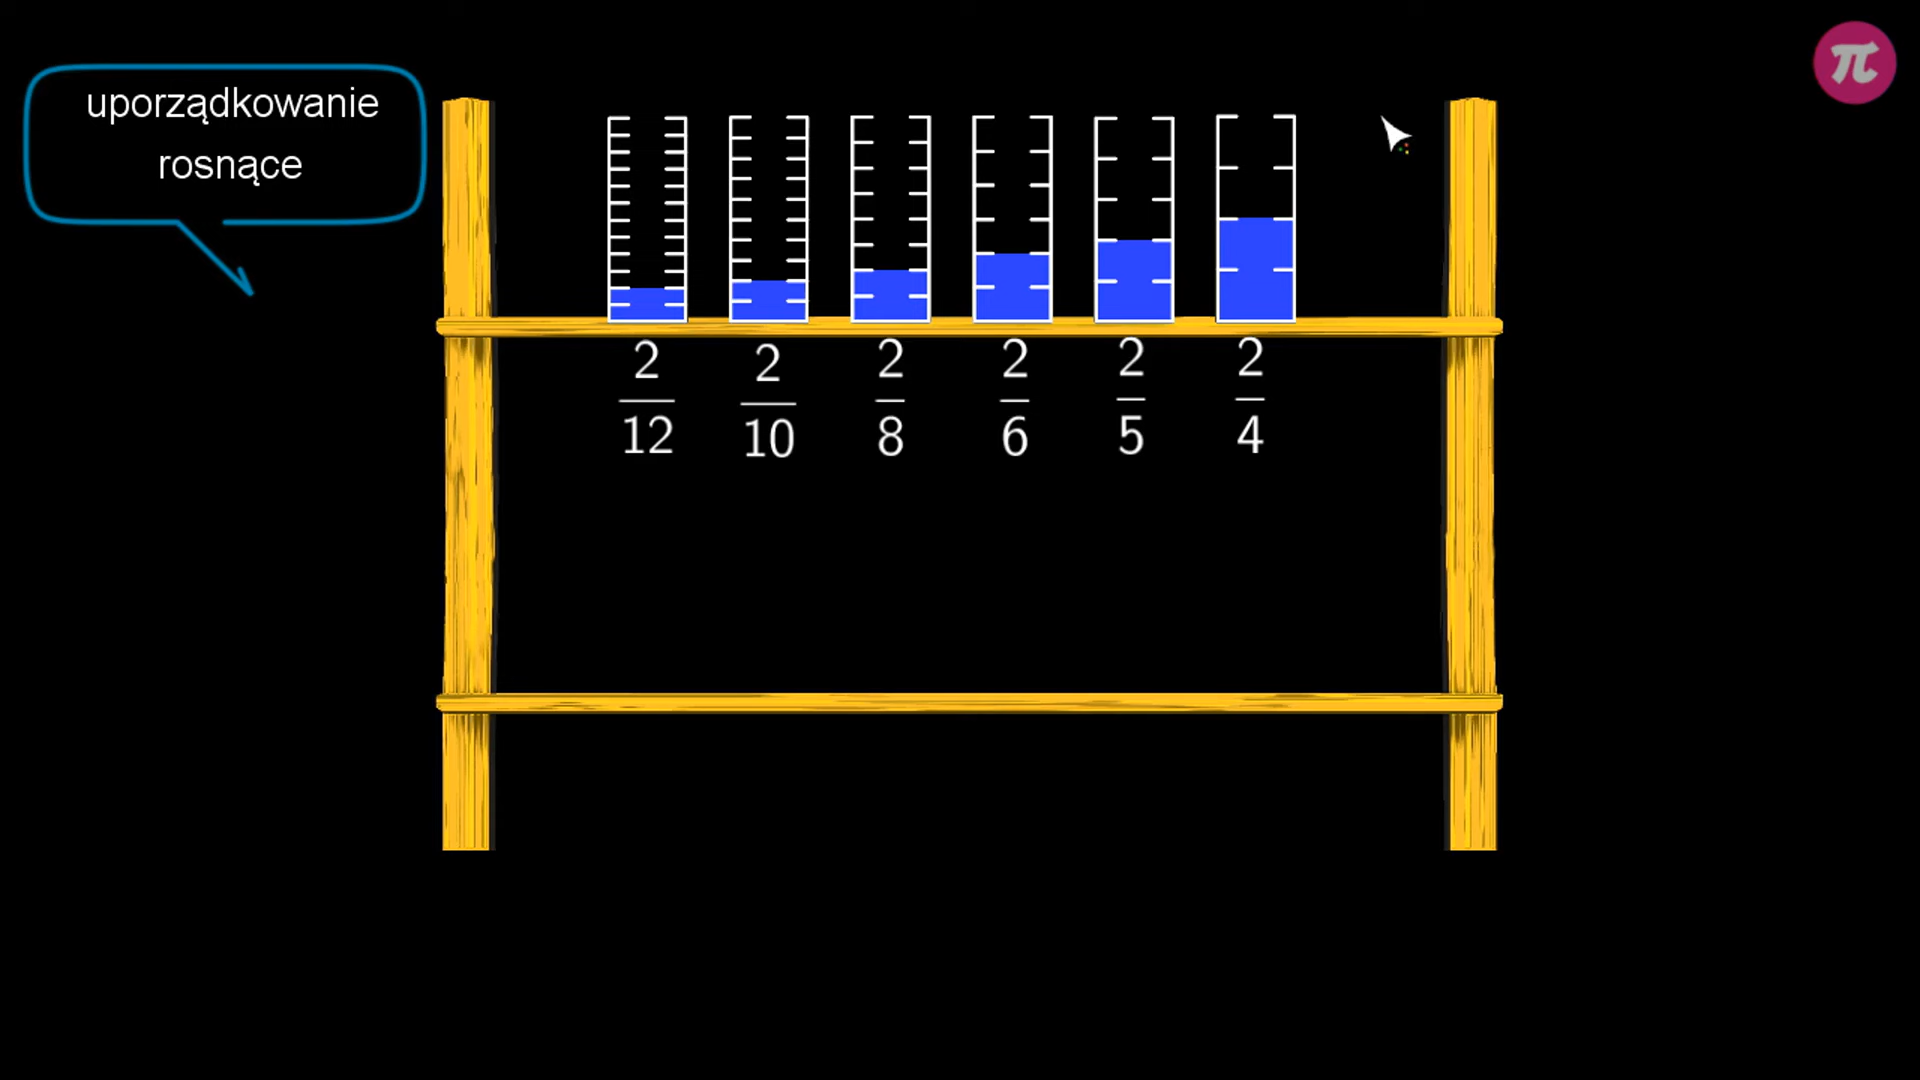 uporządkowanie
rosnące
π
2 2 2 2 2 2
12 10 8 6 5 4